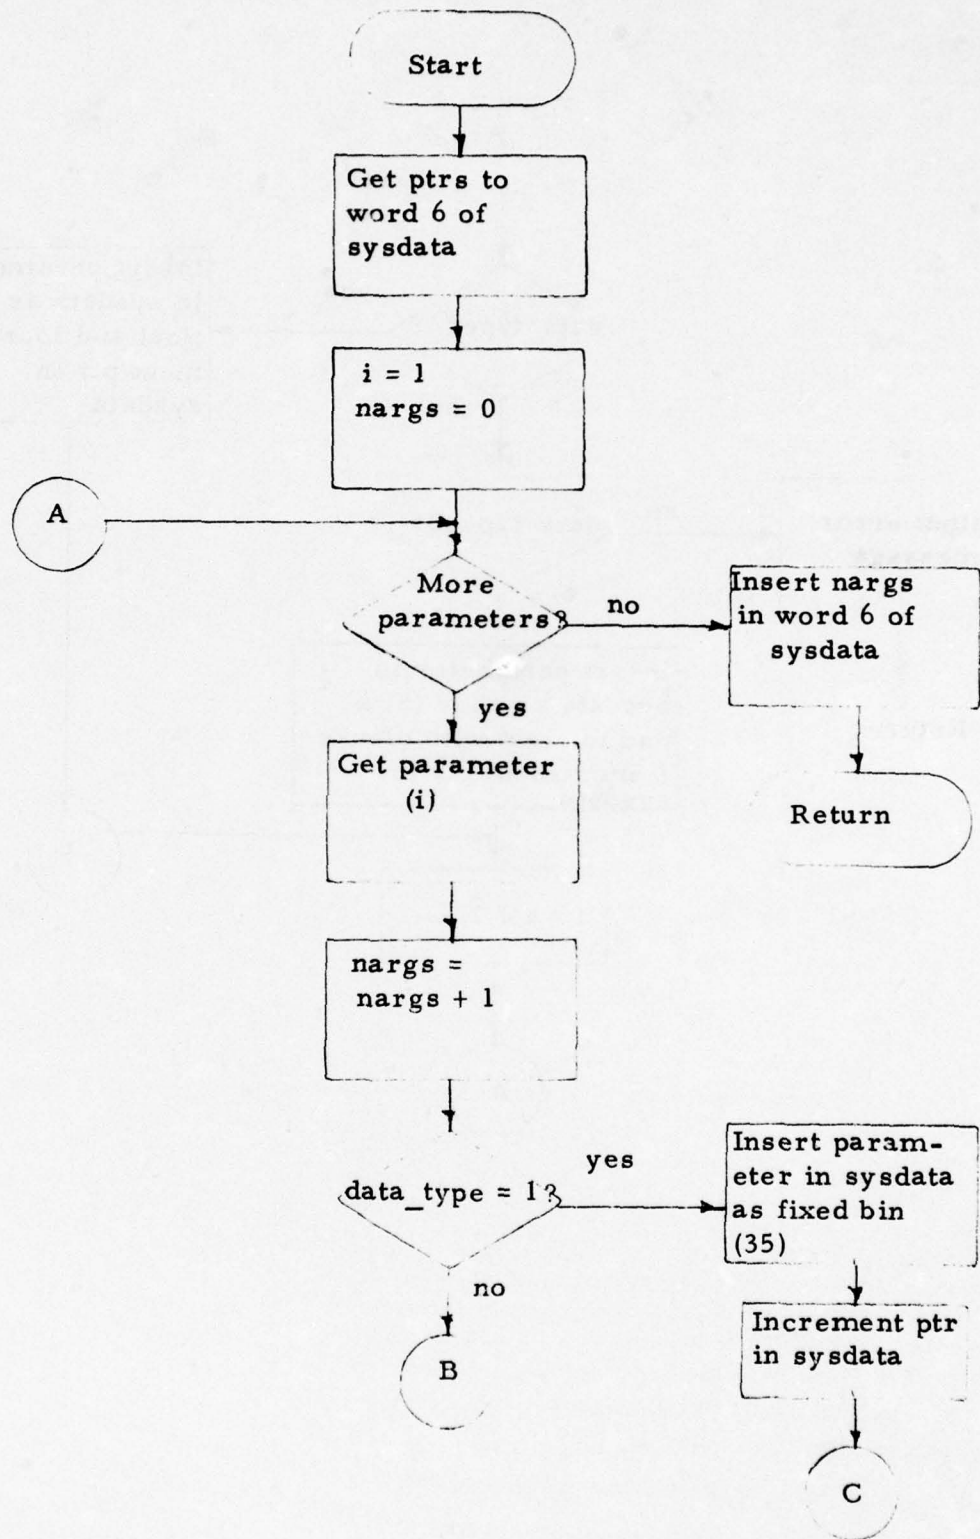 Start
Get ptrs to
word 6 of
sysdata
i = 1
nargs = 0
A
More
parameters?
no
Insert nargs
in word 6 of
sysdata
yes
Get parameter
(i)
Return
nargs =
nargs + 1
data_type = 1?
yes
Insert param-
eter in sysdata
as fixed bin
(35)
no
Increment ptr
in sysdata
B
C